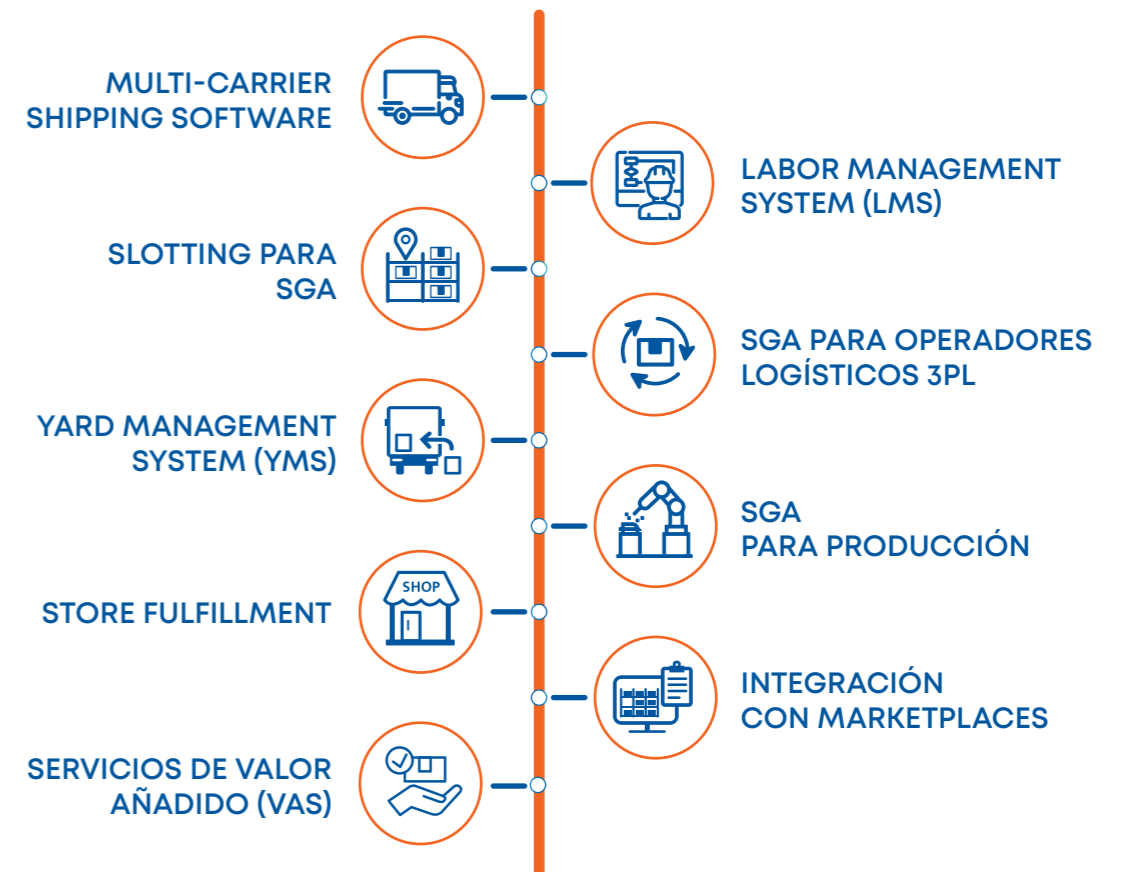 MULTI-CARRIER
SHIPPING SOFTWARE
LABOR MANAGEMENT
SYSTEM (LMS)
SLOTTING PARA
SGA
SGA PARA OPERADORES
LOGÍSTICOS 3PL
YARD MANAGEMENT
SYSTEM (YMS)
SGA
PARA PRODUCCIÓN
STORE FULFILLMENT
SHOP
INTEGRACIÓN
CON MARKETPLACES
SERVICIOS DE VALOR
AÑADIDO (VAS)